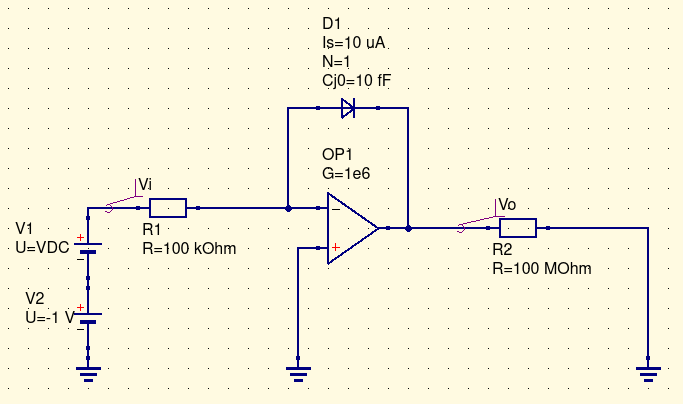 D1
Is=10 uA
N=1
Cj0=10 fF
OP1
G=1e6
Vi
Vo
V1
U=VDC
R1
R=100 kOhm
R2
R=100 MOhm
V2
U=-1 V